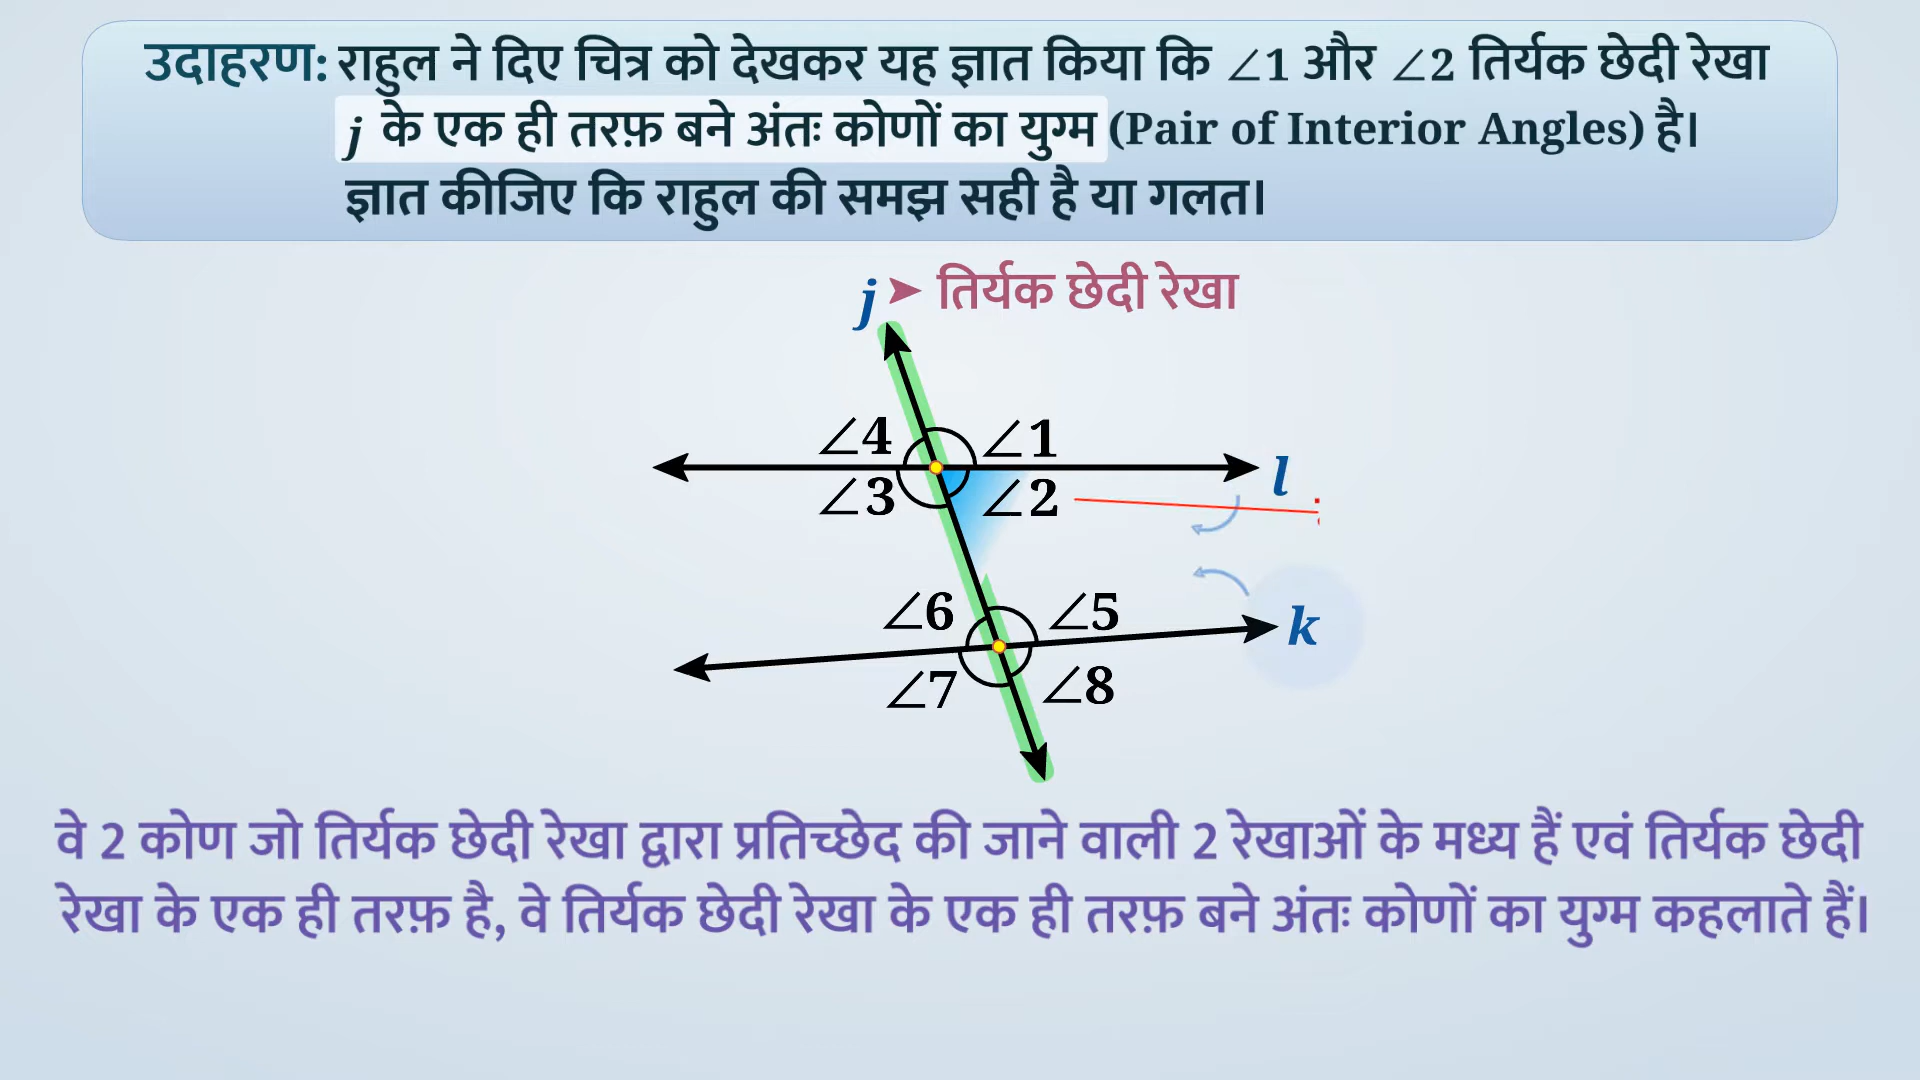 उदाहरण: राहुल ने दिए चित्र को देखकर यह ज्ञात किया कि ∠1 और ∠2 तिर्यक छेदी रेखा
j के एक ही तरफ़ बने अंतः कोणों का युग्म (Pair of Interior Angles) है।
ज्ञात कीजिए कि राहुल की समझ सही है या गलत।
j ➤ तिर्यक छेदी रेखा
∠4 ∠1
l
∠3 ∠2
∠6 ∠5
k
∠7 ∠8
वे 2 कोण जो तिर्यक छेदी रेखा द्वारा प्रतिच्छेद की जाने वाली 2 रेखाओं के मध्य हैं एवं तिर्यक छेदी
रेखा के एक ही तरफ़ है, वे तिर्यक छेदी रेखा के एक ही तरफ़ बने अंतः कोणों का युग्म कहलाते हैं।